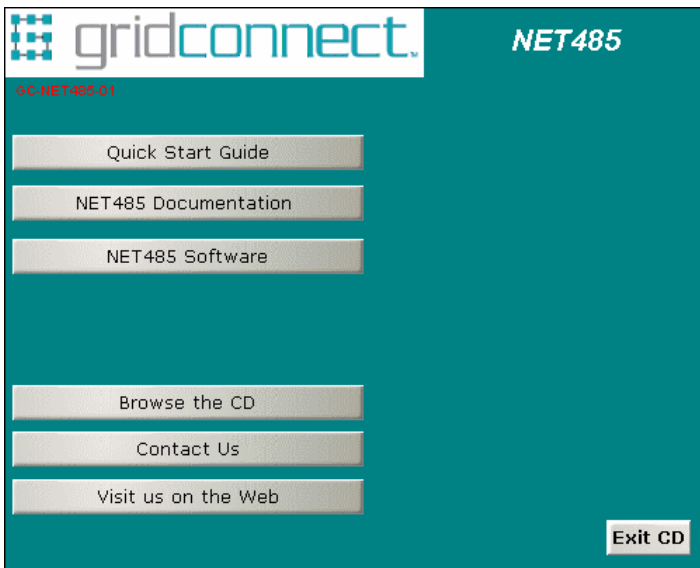 gridconnect™
NET485
GC-NET485-01
Quick Start Guide
NET485 Documentation
NET485 Software
Browse the CD
Contact Us
Visit us on the Web
Exit CD